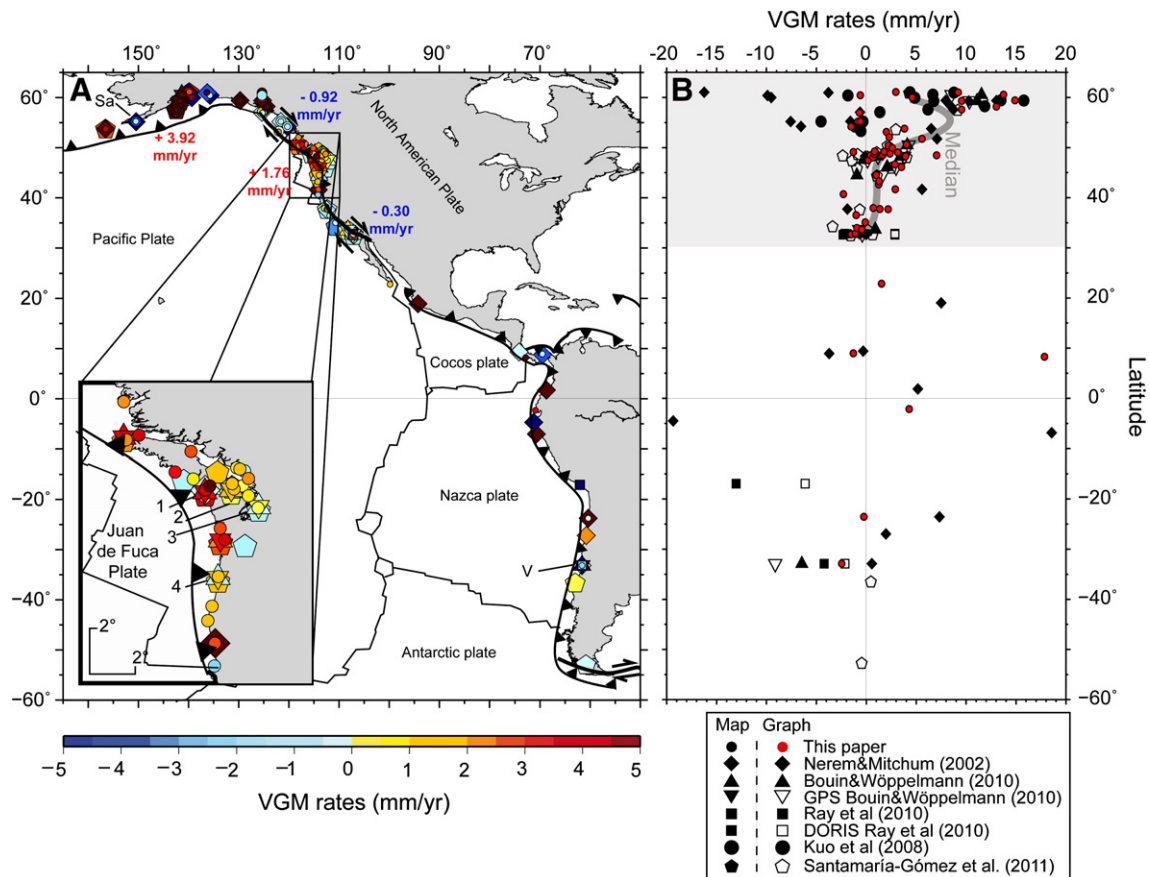 VGM rates (mm/yr)
150° 130° 110° 90° 70°
-15 -10 -5 0 5 10 15 20
A
B
60°
40°
20°
0°
−20°
−40°
−60°
Sa
+ 3.92
mm/yr
- 0.92
mm/yr
North American Plate
+ 1.76
mm/yr
- 0.30
mm/yr
Pacific Plate
Cocos plate
Nazca plate
Antarctic plate
V
Juan
de Fuca
Plate
1
2
3
4
2°
2°
Median
60°
40°
20°
0°
−20°
−40°
−60°
Latitude
−5 −4 −3 −2 −1 0 1 2 3 4 5
VGM rates (mm/yr)
Map Graph
This paper
Nerem&Mitchum (2002)
Bouin&Wöppelmann (2010)
GPS Bouin&Wöppelmann (2010)
Ray et al (2010)
DORIS Ray et al (2010)
Kuo et al (2008)
Santamaría-Gómez et al. (2011)